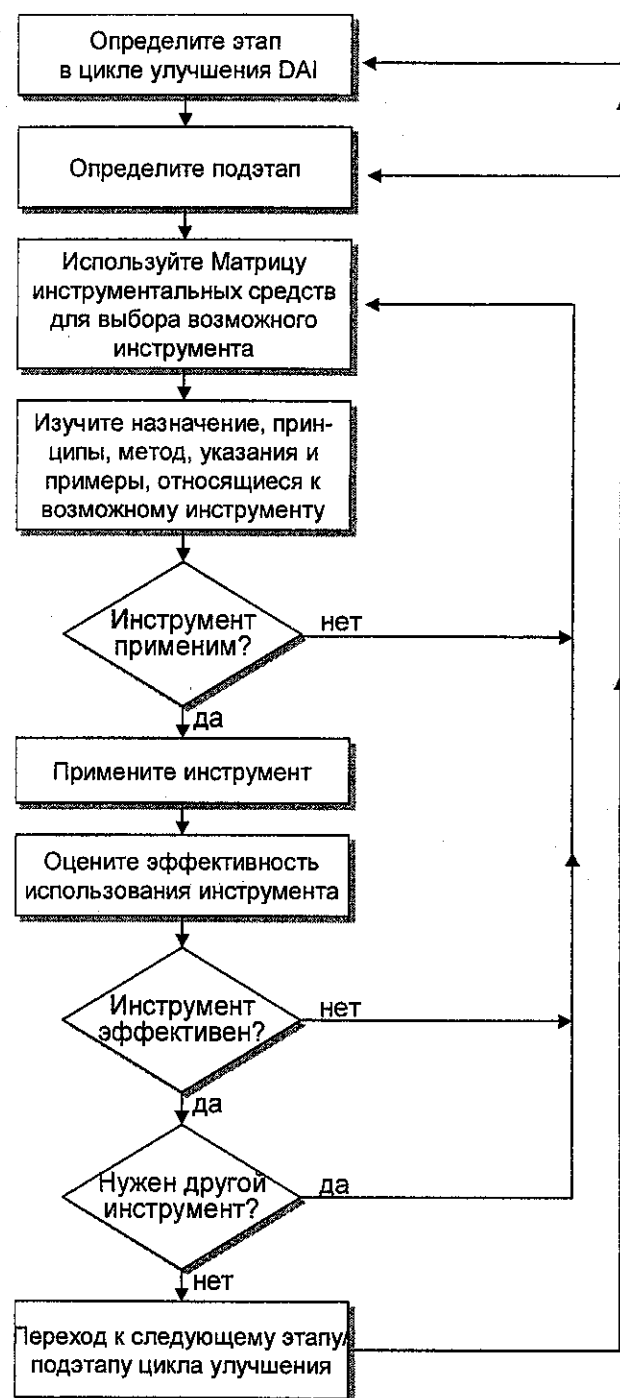 Определите этап
в цикле улучшения DAI
Определите подэтап
Используйте Матрицу
инструментальных средств
для выбора возможного
инструмента
Изучите назначение, прин-
ципы, метод, указания и
примеры, относящиеся к
возможному инструменту
Инструмент
применим?
нет
да
Примените инструмент
Оцените эффективность
использования инструмента
Инструмент
эффективен?
нет
да
Нужен другой
инструмент?
да
нет
Переход к следующему этапу/
подэтапу цикла улучшения